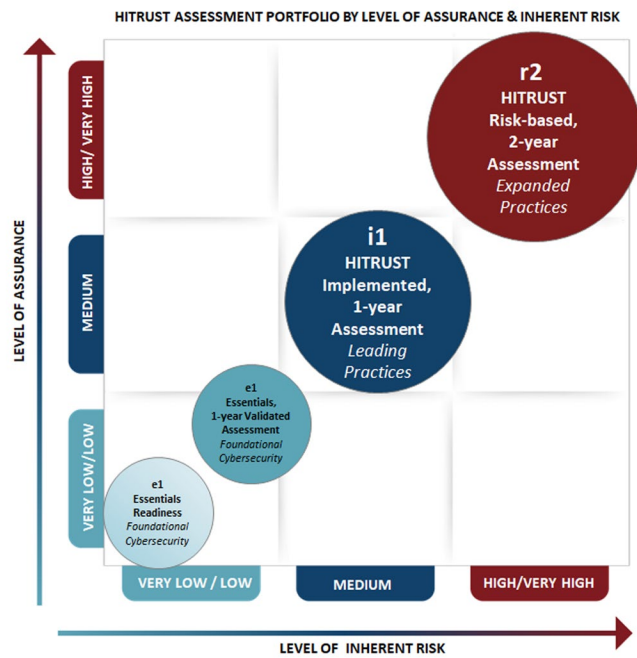 HITRUST ASSESSMENT PORTFOLIO BY LEVEL OF ASSURANCE & INHERENT RISK
LEVEL OF ASSURANCE
HIGH/ VERY HIGH
MEDIUM
VERY LOW/LOW
r2
HITRUST
Risk-based,
2-year
Assessment
Expanded
Practices
i1
HITRUST
Implemented,
1-year
Assessment
Leading
Practices
e1
Essentials,
1-year Validated
Assessment
Foundational
Cybersecurity
e1
Essentials
Readiness
Foundational
Cybersecurity
VERY LOW / LOW
MEDIUM
HIGH/VERY HIGH
LEVEL OF INHERENT RISK